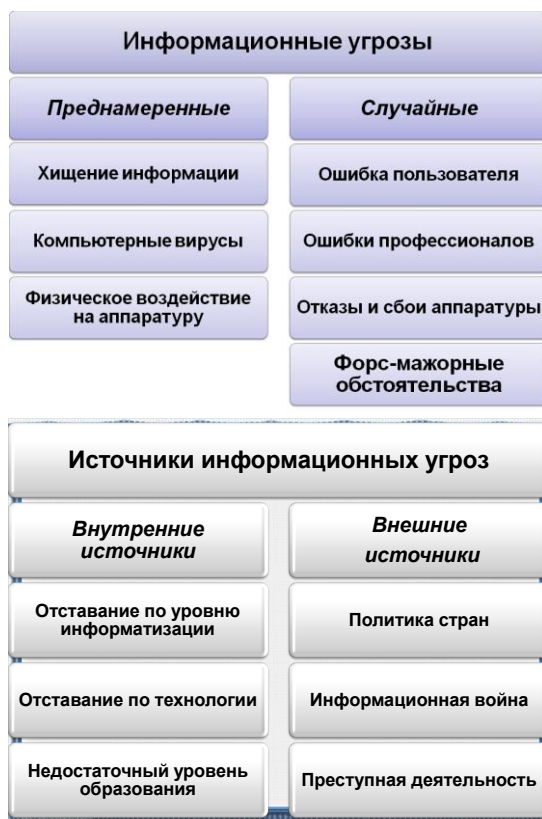 Информационные угрозы
Преднамеренные
Случайные
Хищение информации
Ошибка пользователя
Компьютерные вирусы
Ошибки профессионалов
Физическое воздействие
на аппаратуру
Отказы и сбои аппаратуры
Форс-мажорные
обстоятельства
Источники информационных угроз
Внутренние
источники
Внешние
источники
Отставание по уровню
информатизации
Политика стран
Отставание по технологии
Информационная война
Недостаточный уровень
образования
Преступная деятельность